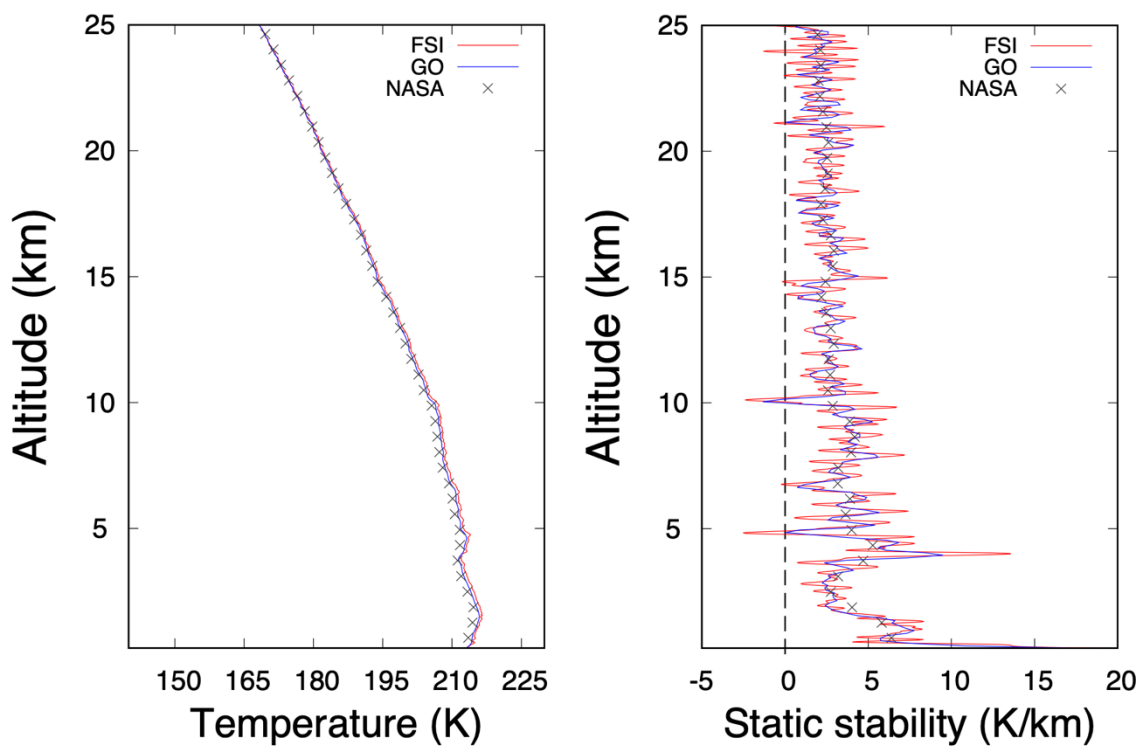 25
20
15
10
5
Altitude (km)
FSI
GO
NASA
150 165 180 195 210 225
Temperature (K)
25
20
15
10
5
Altitude (km)
FSI
GO
NASA
-5 0 5 10 15 20
Static stability (K/km)